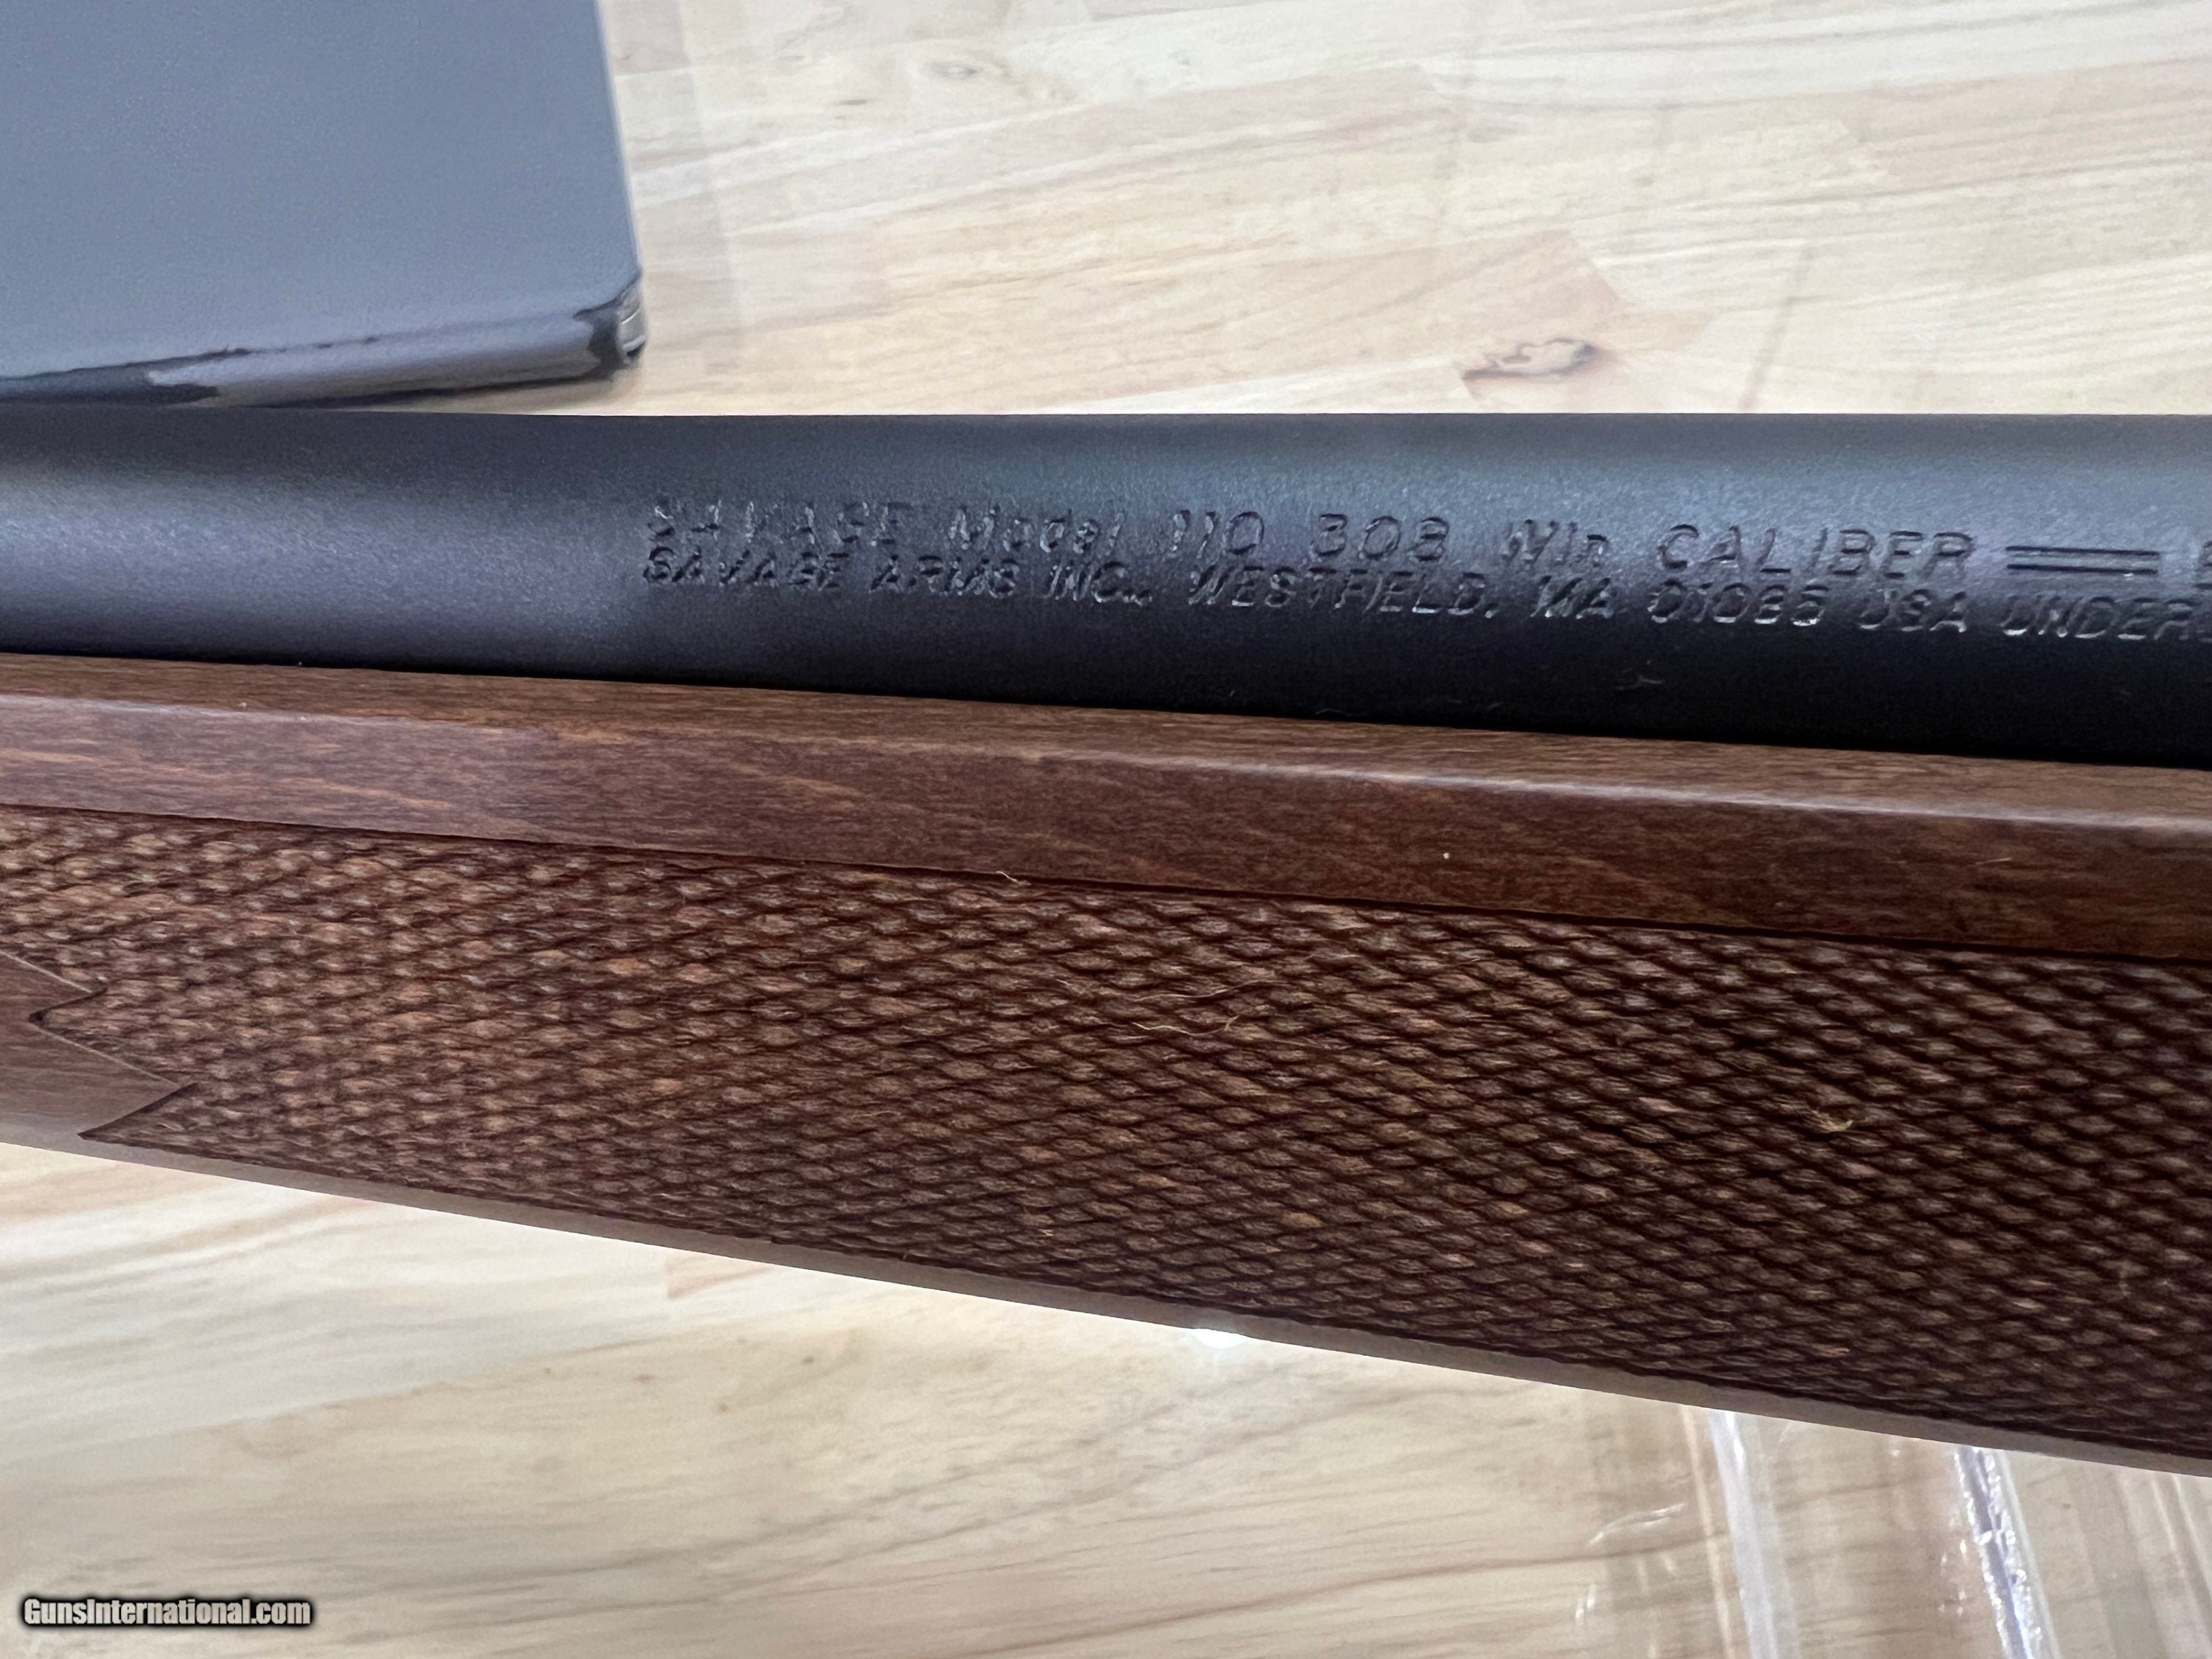 SAVAGE Model 110 308 Win CALIBER
SAVAGE ARMS INC., WESTFIELD, MA 01085 USA
GunsInternational.com